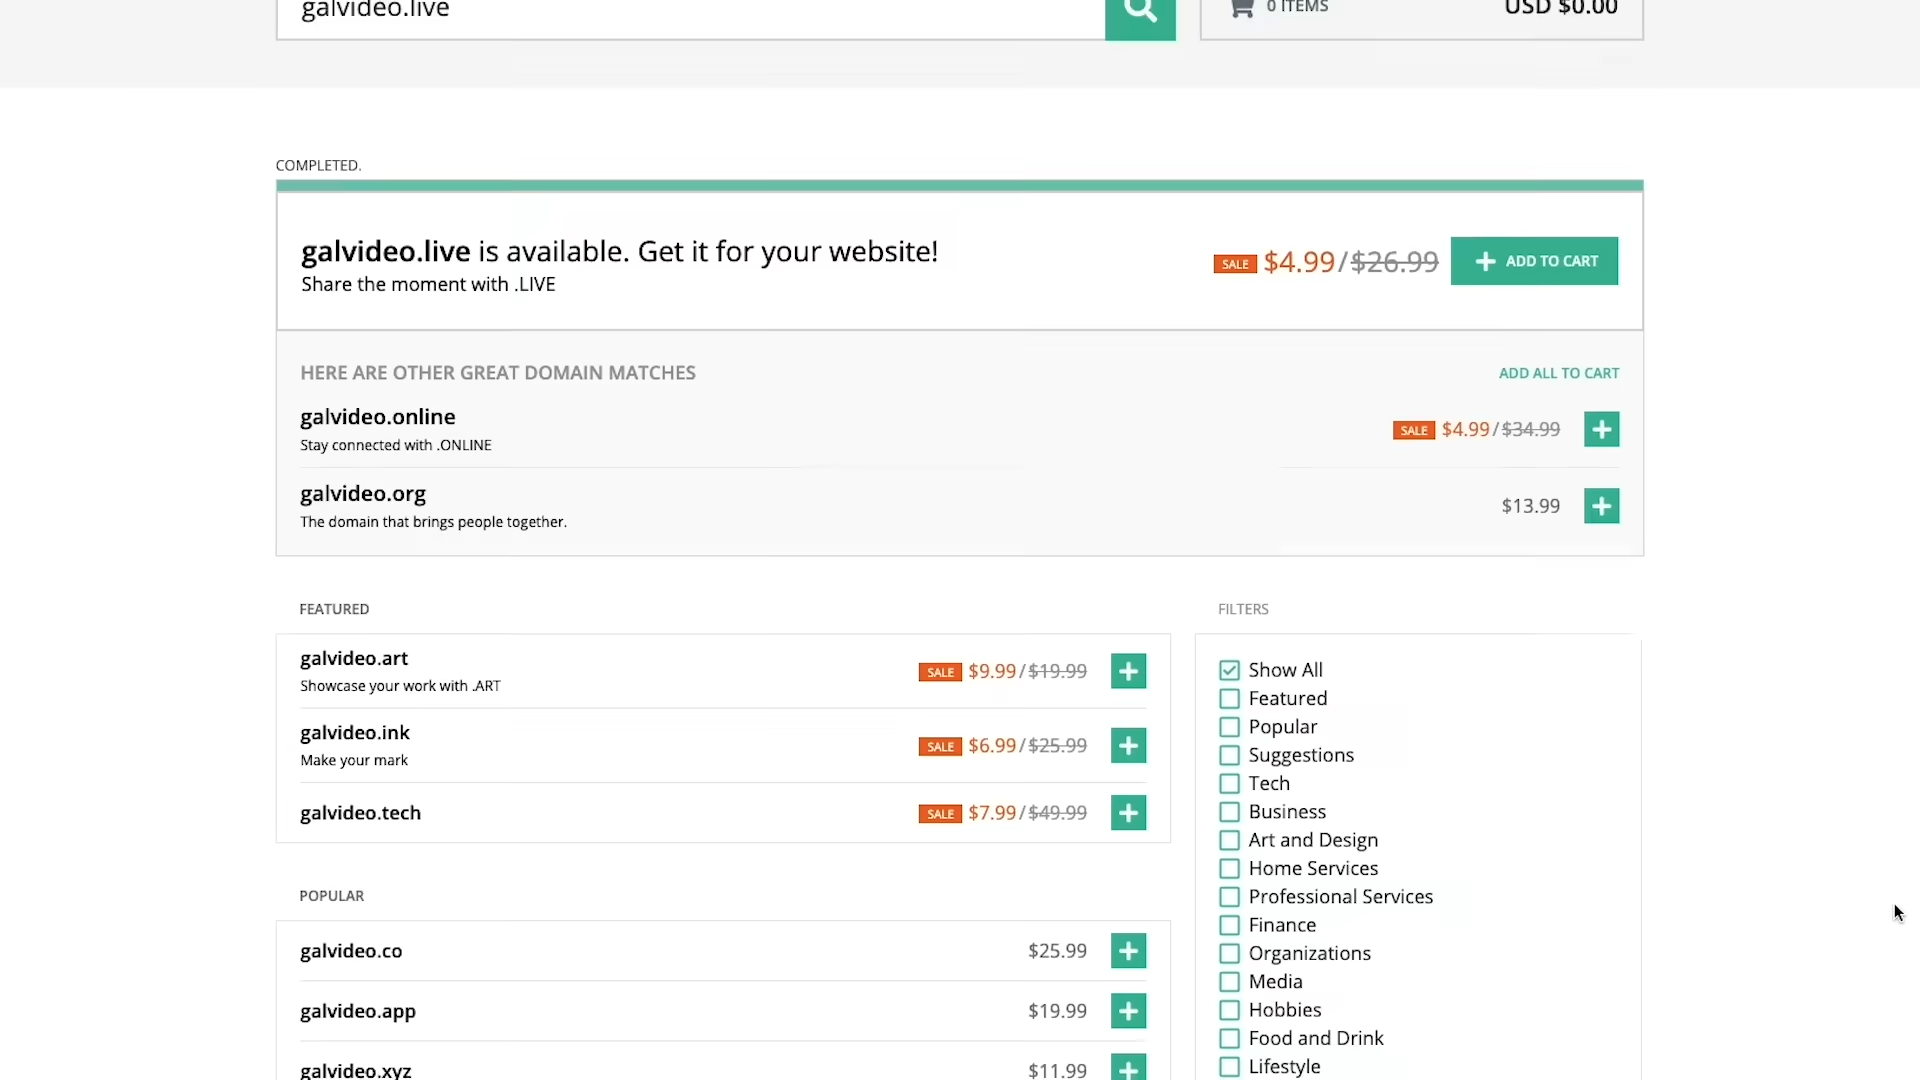 galvideo.live
0 ITEMS
USD $0.00
COMPLETED.
galvideo.live is available. Get it for your website!
Share the moment with .LIVE
SALE $4.99/$26.99
ADD TO CART
HERE ARE OTHER GREAT DOMAIN MATCHES
ADD ALL TO CART
galvideo.online
Stay connected with .ONLINE
SALE $4.99/$34.99
galvideo.org
The domain that brings people together.
$13.99
FEATURED
galvideo.art
Showcase your work with .ART
SALE $9.99/$19.99
galvideo.ink
Make your mark
SALE $6.99/$25.99
galvideo.tech
SALE $7.99/$49.99
POPULAR
galvideo.co
$25.99
galvideo.app
$19.99
galvideo.xyz
$11.99
FILTERS
Show All
Featured
Popular
Suggestions
Tech
Business
Art and Design
Home Services
Professional Services
Finance
Organizations
Media
Hobbies
Food and Drink
Lifestyle